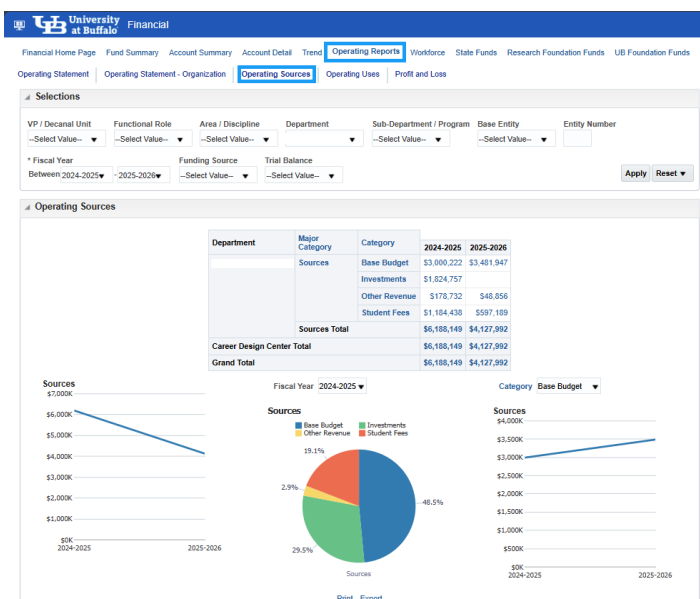 University at Buffalo Financial
Financial Home Page Fund Summary Account Summary Account Detail Trend Operating Reports Workforce State Funds Research Foundation Funds UB Foundation Funds
Operating Statement Operating Statement - Organization Operating Sources Operating Uses Profit and Loss
Selections
VP / Decanal Unit Functional Role Area / Discipline Department Sub-Department / Program Base Entity Entity Number
--Select Value-- --Select Value-- --Select Value-- --Select Value-- --Select Value--
* Fiscal Year Funding Source Trial Balance
Between 2024-2025 - 2025-2026 --Select Value-- --Select Value-- Apply Reset
Operating Sources
Department Major Category Category 2024-2025 2025-2026
Sources Base Budget $3,000,222 $3,481,947
Investments $1,824,757
Other Revenue $178,732 $48,856
Student Fees $1,184,438 $597,189
Sources Total $6,188,149 $4,127,992
Career Design Center Total $6,188,149 $4,127,992
Grand Total $6,188,149 $4,127,992
Fiscal Year 2024-2025 Category Base Budget
Sources
$7,000K
$6,000K
$5,000K
$4,000K
$3,000K
$2,000K
$1,000K
$0K
2024-2025 2025-2026
Sources
Base Budget Investments
Other Revenue Student Fees
19.1%
2.9%
48.5%
29.5%
Sources
Sources
$4,000K
$3,500K
$3,000K
$2,500K
$2,000K
$1,500K
$1,000K
$500K
$0K
2024-2025 2025-2026
Print Export